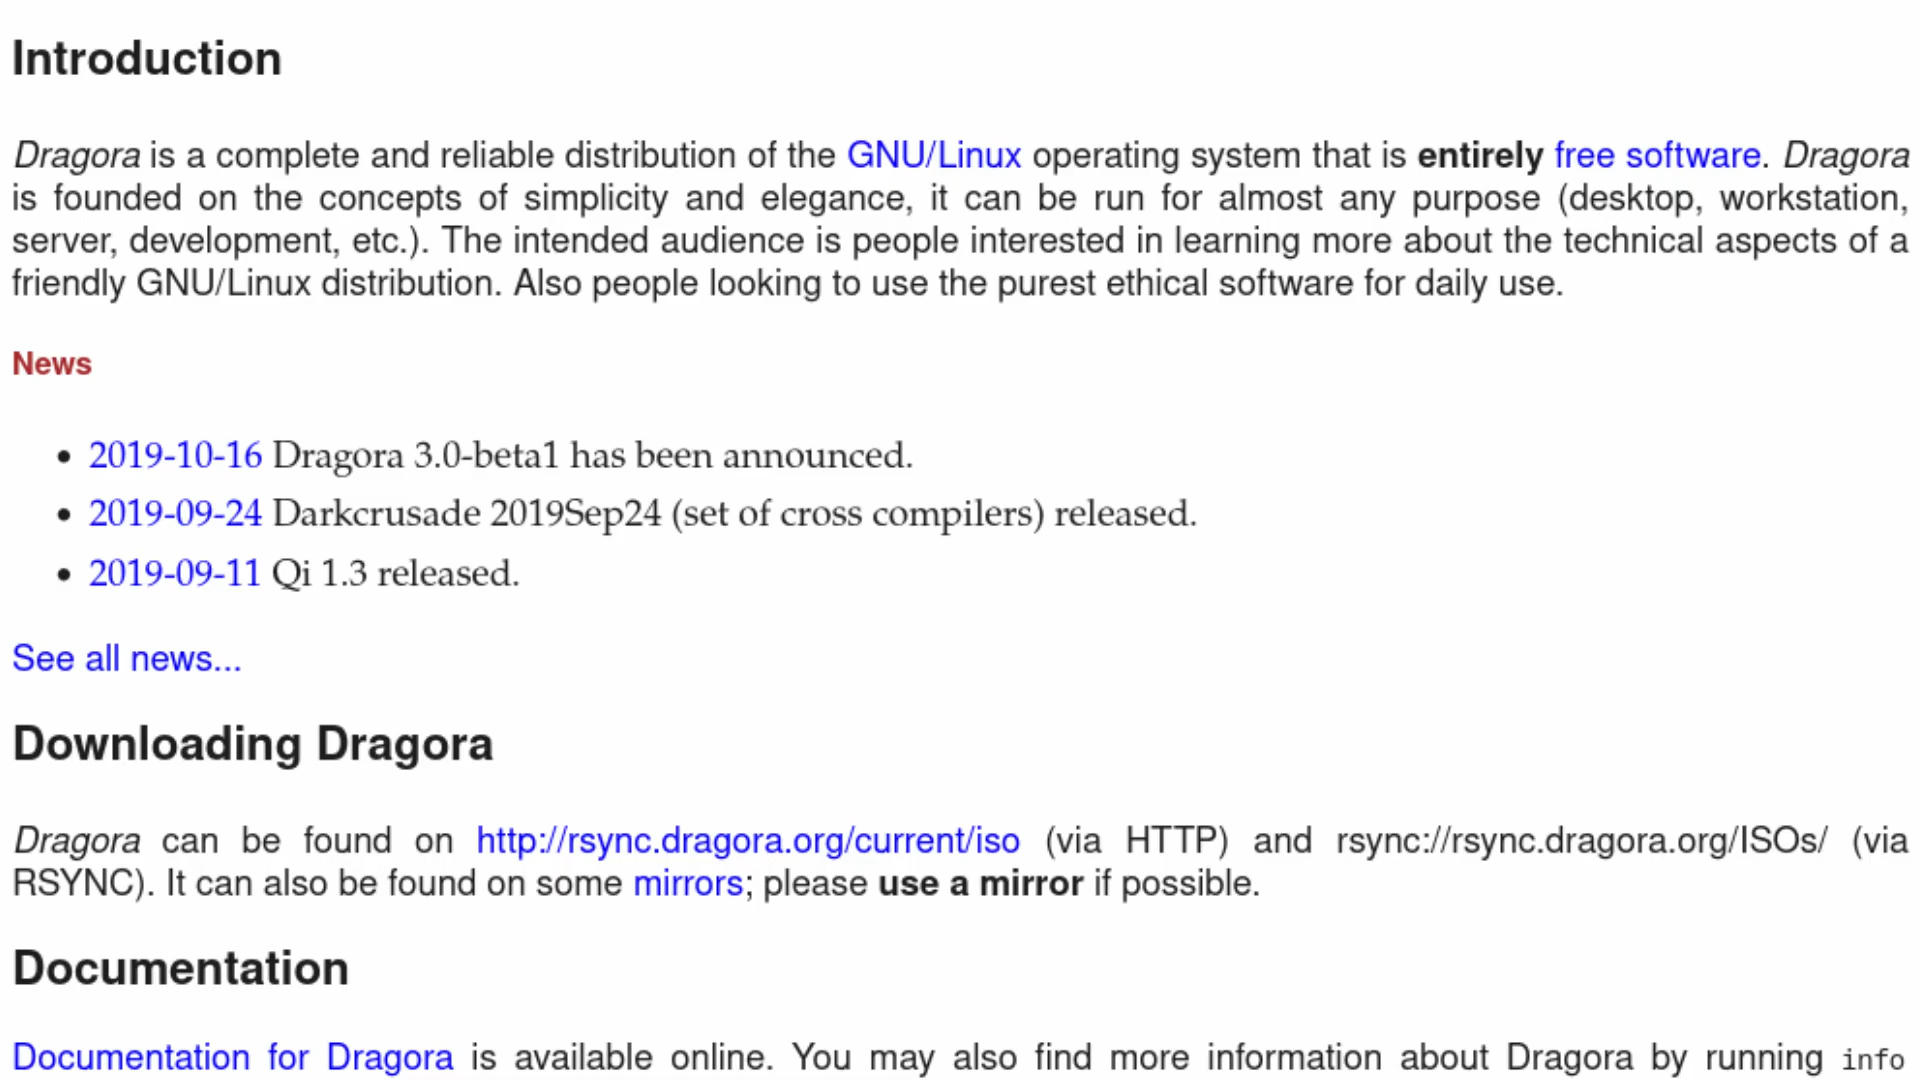 Introduction
Dragora is a complete and reliable distribution of the GNU/Linux operating system that is entirely free software. Dragora
is founded on the concepts of simplicity and elegance, it can be run for almost any purpose (desktop, workstation,
server, development, etc.). The intended audience is people interested in learning more about the technical aspects of a
friendly GNU/Linux distribution. Also people looking to use the purest ethical software for daily use.
News
• 2019-10-16 Dragora 3.0-beta1 has been announced.
• 2019-09-24 Darkcrusade 2019Sep24 (set of cross compilers) released.
• 2019-09-11 Qi 1.3 released.
See all news...
Downloading Dragora
Dragora can be found on http://rsync.dragora.org/current/iso (via HTTP) and rsync://rsync.dragora.org/ISOs/ (via
RSYNC). It can also be found on some mirrors; please use a mirror if possible.
Documentation
Documentation for Dragora is available online. You may also find more information about Dragora by running info